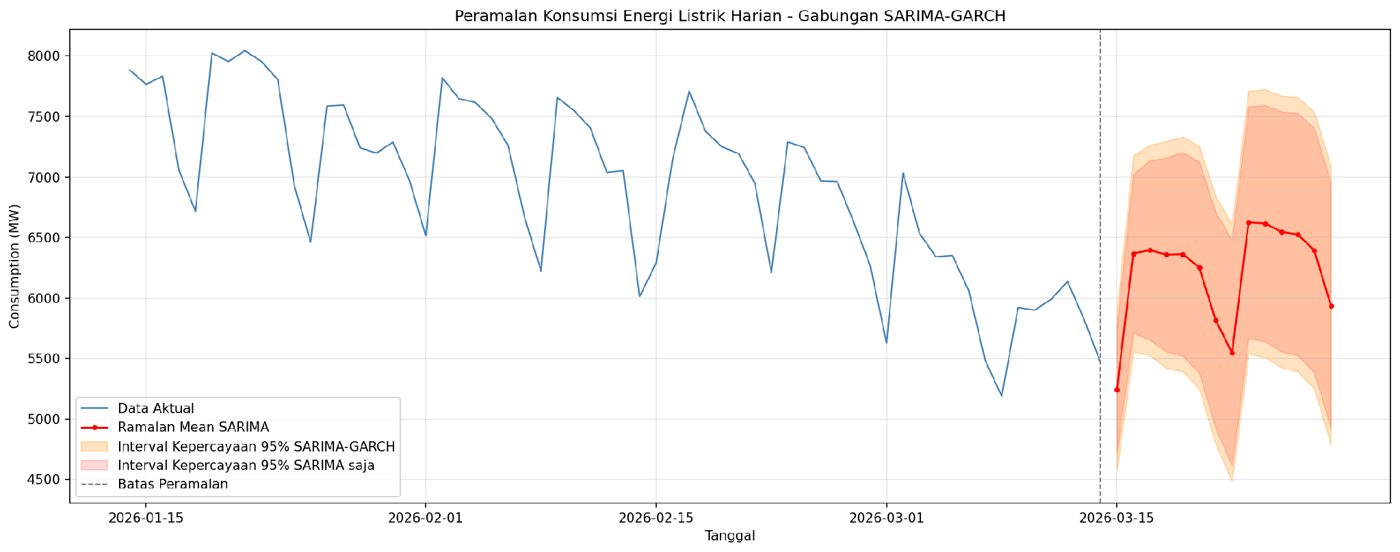 Peramalan Konsumsi Energi Listrik Harian - Gabungan SARIMA-GARCH
Consumption (MW)
8000
7500
7000
6500
6000
5500
5000
4500
Data Aktual
Ramalan Mean SARIMA
Interval Kepercayaan 95% SARIMA-GARCH
Interval Kepercayaan 95% SARIMA saja
Batas Peramalan
2026-01-15
2026-02-01
2026-02-15
2026-03-01
2026-03-15
Tanggal